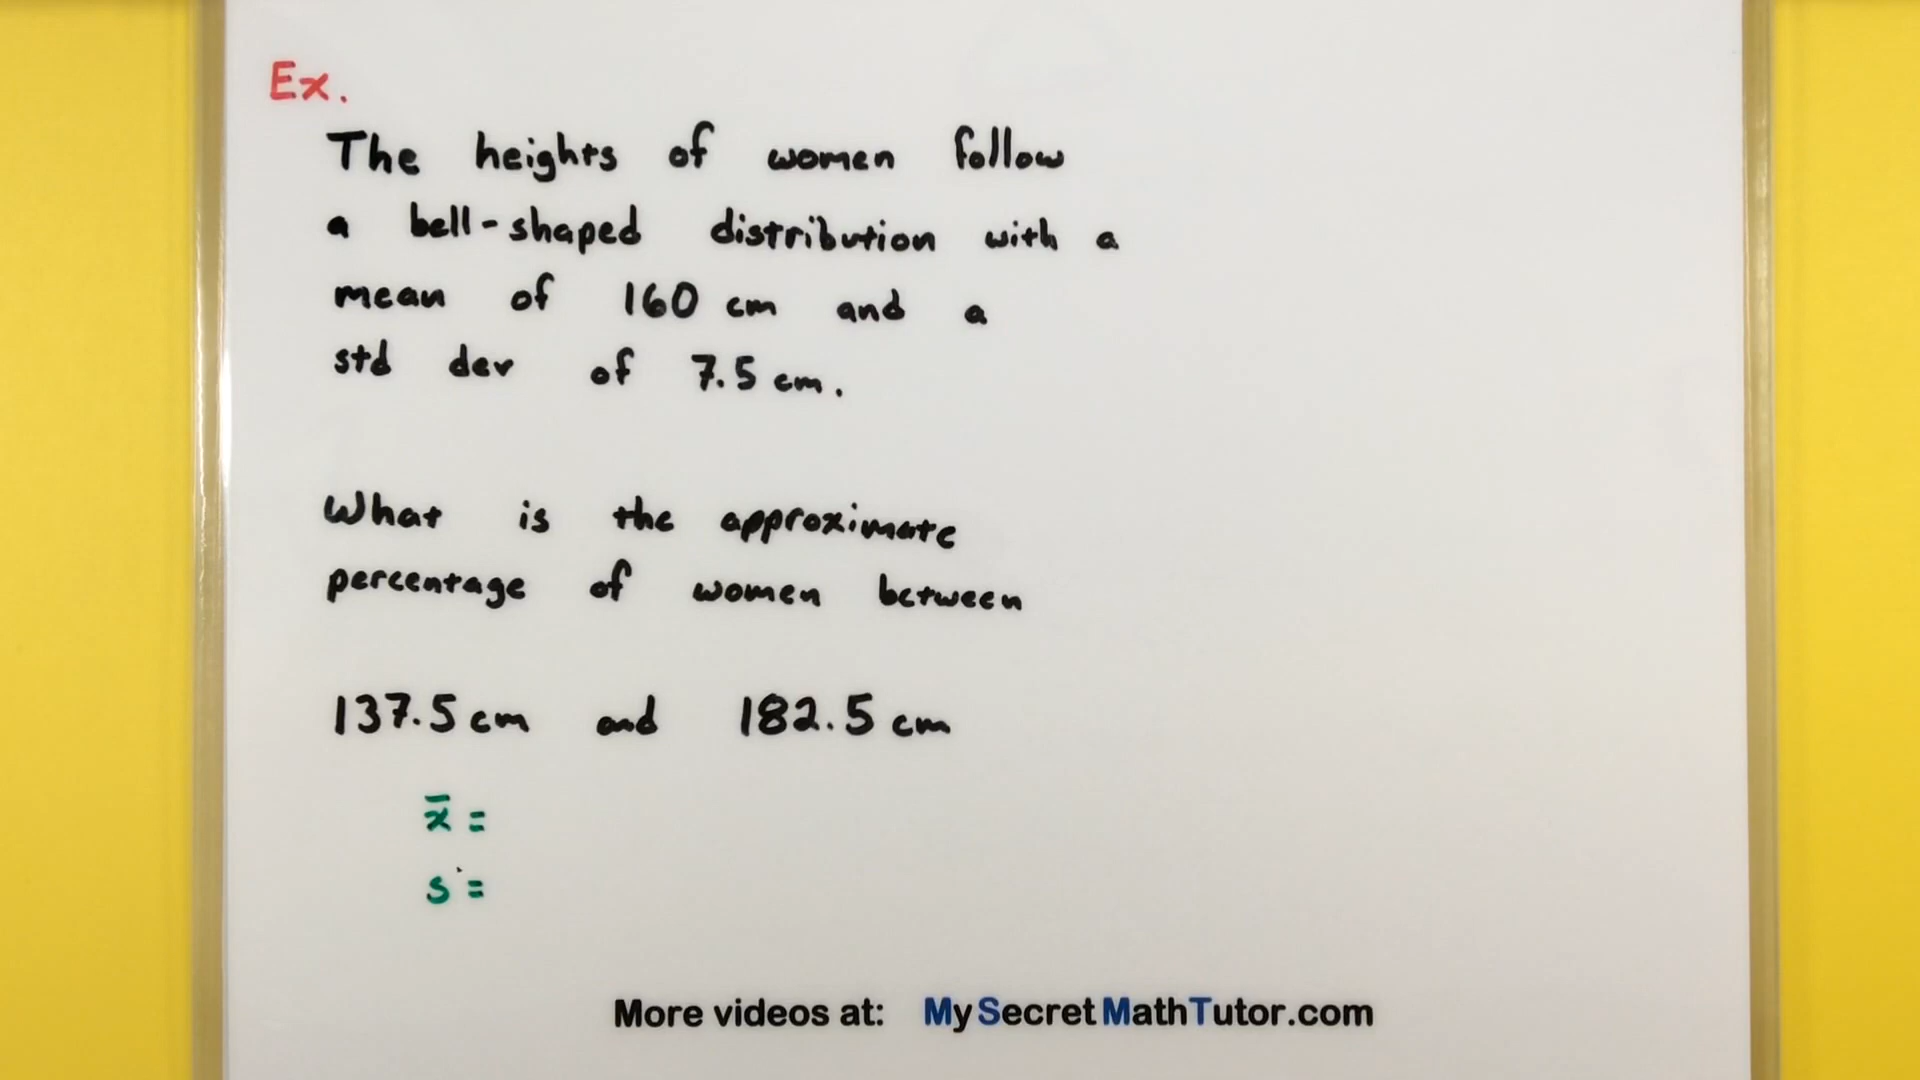 Ex.
The heights of women follow
a bell-shaped distribution with a
mean of 160 cm and a
std dev of 7.5 cm.
What is the approximate
percentage of women between
137.5 cm and 182.5 cm
x̄ =
s =
More videos at: MySecretMathTutor.com